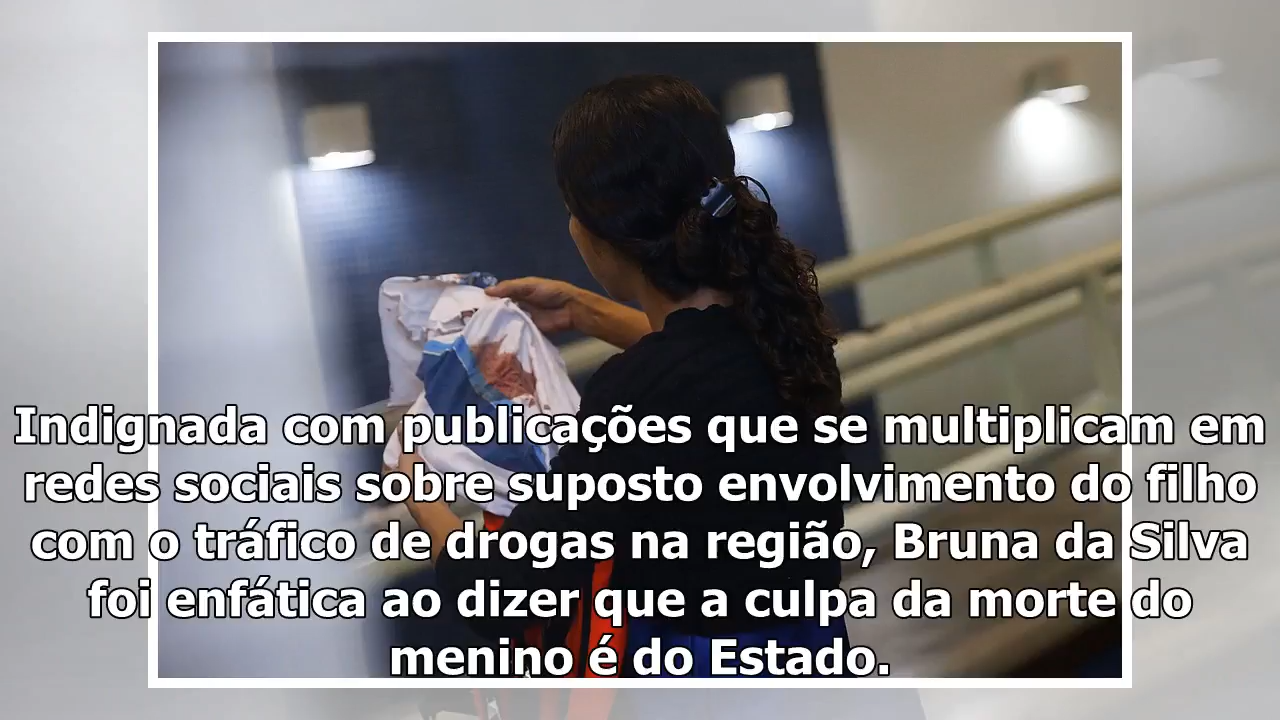 Indignada com publicações que se multiplicam em
redes sociais sobre suposto envolvimento do filho
com o tráfico de drogas na região, Bruna da Silva
foi enfática ao dizer que a culpa da morte do
menino é do Estado.